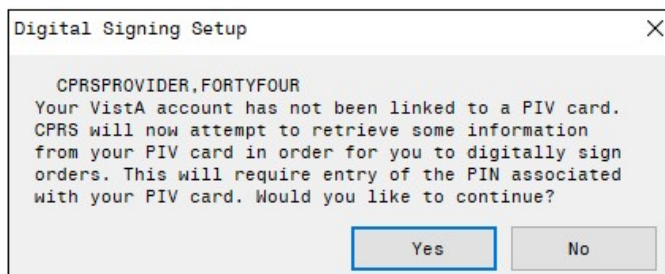 Digital Signing Setup
CPRSPROVIDER,FORTYFOUR
Your VistA account has not been linked to a PIV card.
CPRS will now attempt to retrieve some information
from your PIV card in order for you to digitally sign
orders. This will require entry of the PIN associated
with your PIV card. Would you like to continue?
Yes No